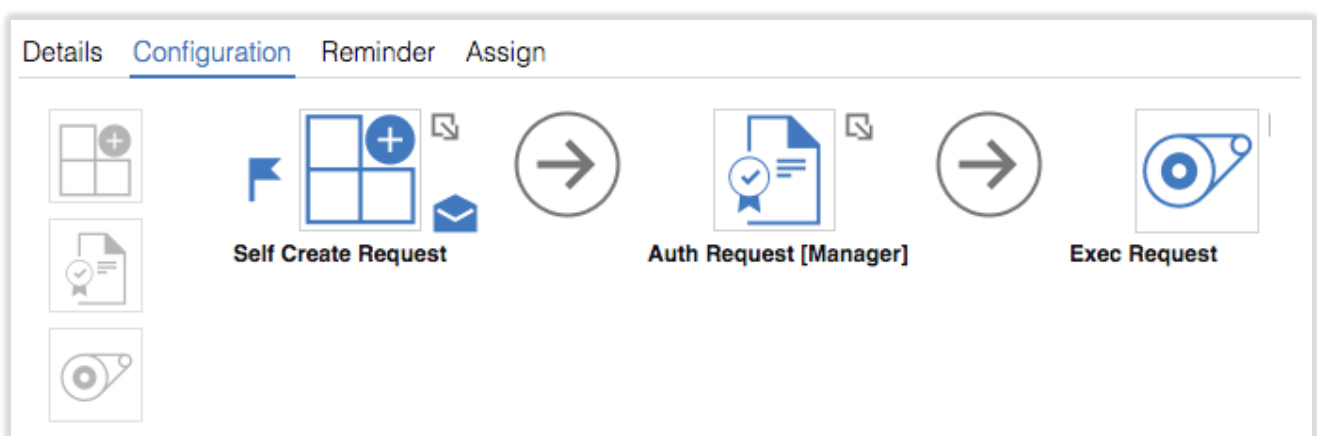 Details Configuration Reminder Assign
Self Create Request Auth Request [Manager] Exec Request